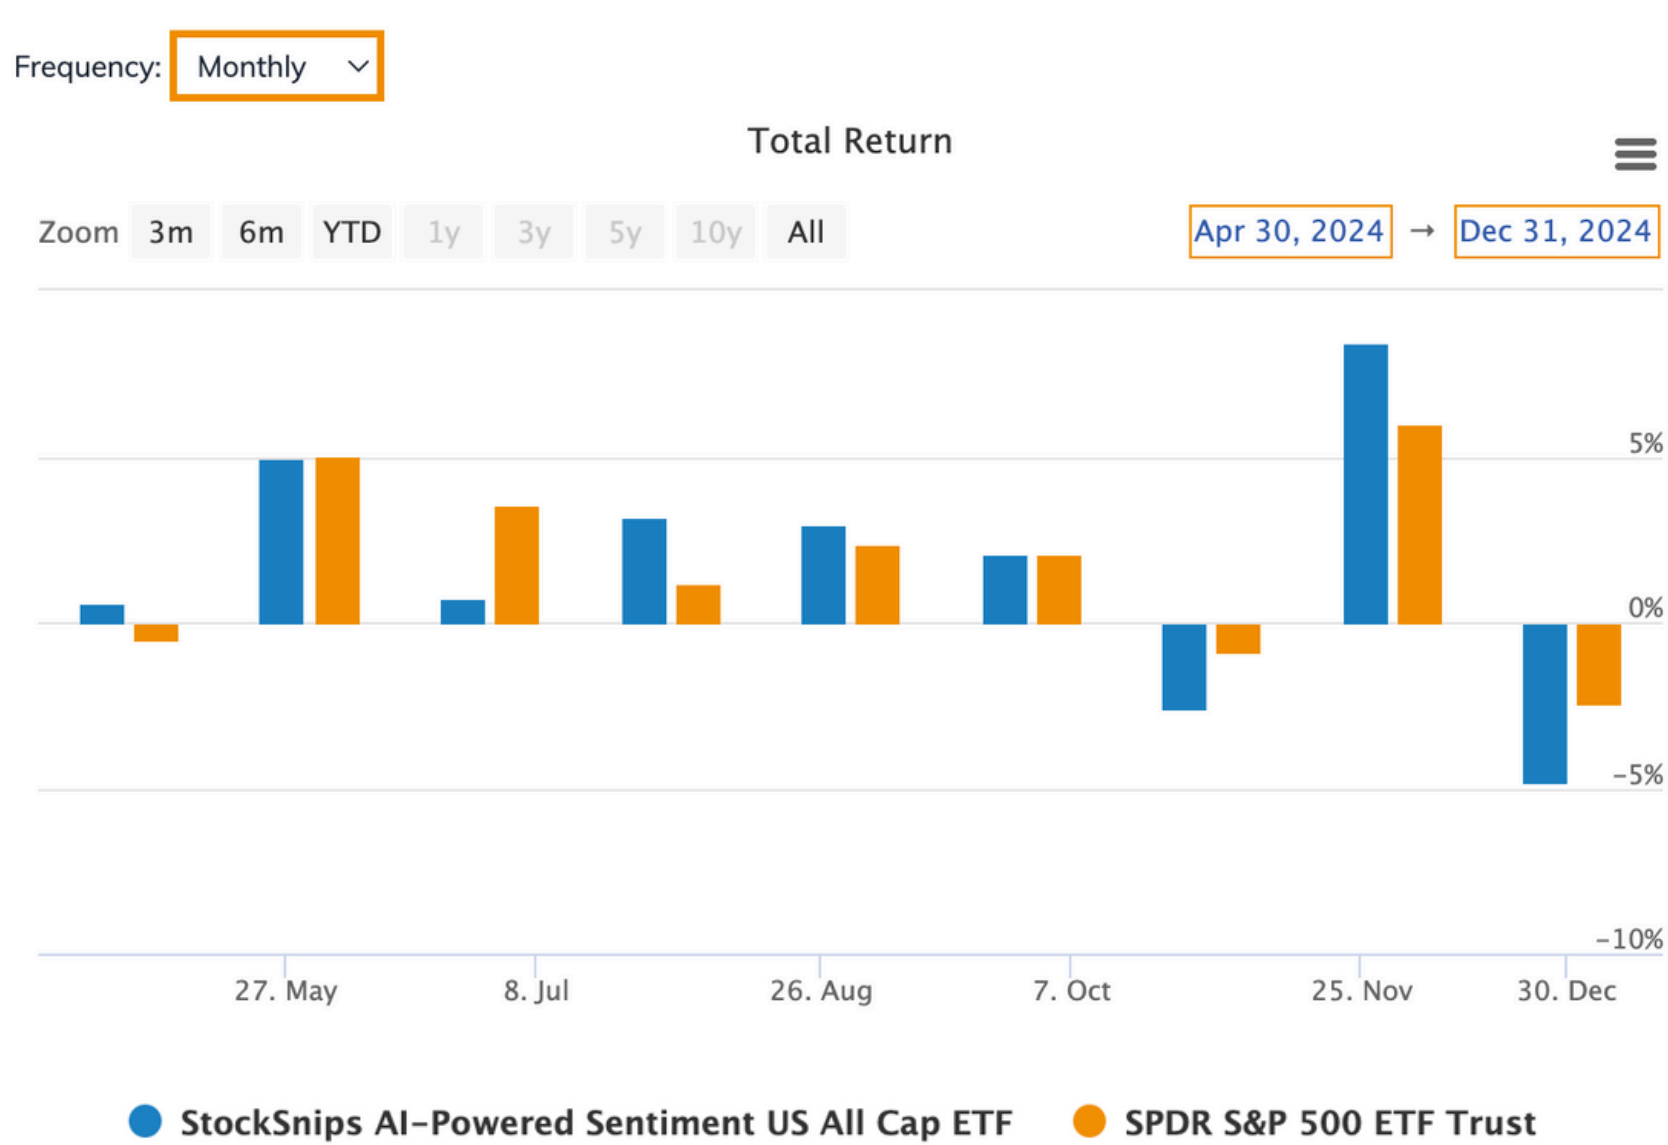 Frequency: Monthly
Total Return
Zoom 3m 6m YTD 1y 3y 5y 10y All Apr 30, 2024 → Dec 31, 2024
5%
0%
-5%
-10%
27. May 8. Jul 26. Aug 7. Oct 25. Nov 30. Dec
StockSnips AI-Powered Sentiment US All Cap ETF SPDR S&P 500 ETF Trust